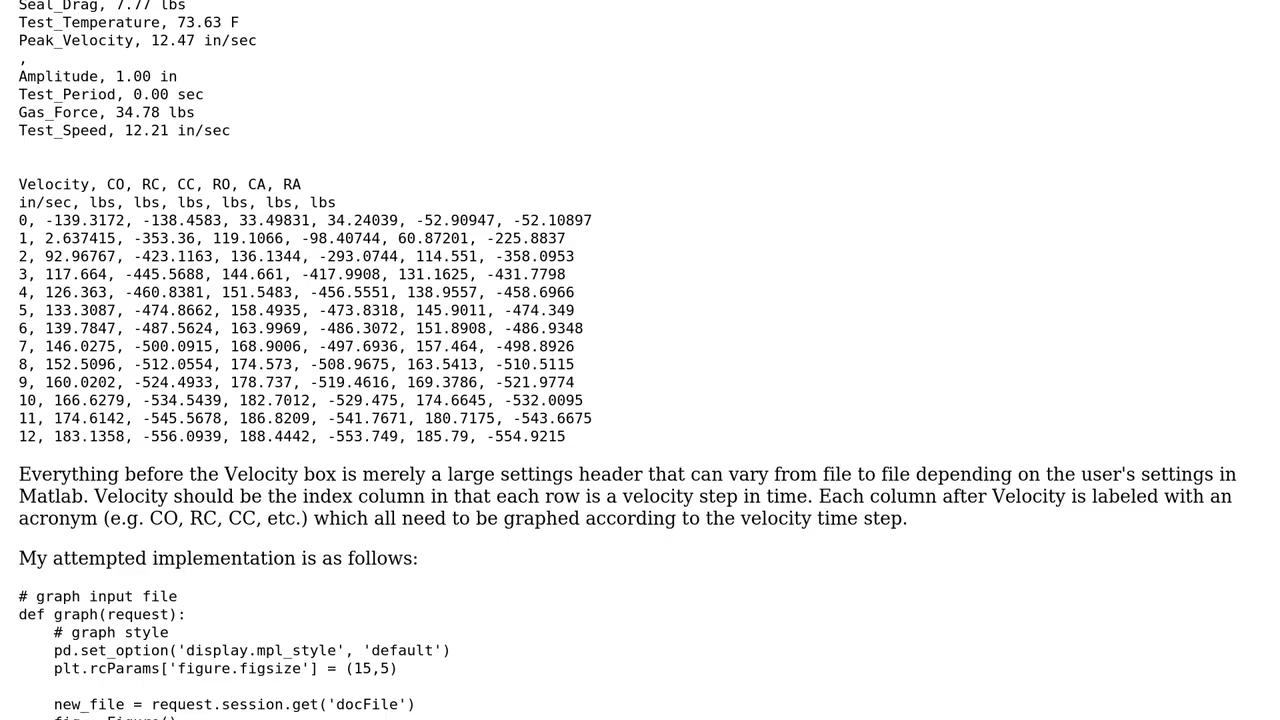 Seal_Drag, 7.77 lbs
Test_Temperature, 73.63 F
Peak_Velocity, 12.47 in/sec
,
Amplitude, 1.00 in
Test_Period, 0.00 sec
Gas_Force, 34.78 lbs
Test_Speed, 12.21 in/sec
Velocity, CO, RC, CC, RO, CA, RA
in/sec, lbs, lbs, lbs, lbs, lbs, lbs
0, -139.3172, -138.4583, 33.49831, 34.24039, -52.90947, -52.10897
1, 2.637415, -353.36, 119.1066, -98.40744, 60.87201, -225.8837
2, 92.96767, -423.1163, 136.1344, -293.0744, 114.551, -358.0953
3, 117.664, -445.5688, 144.661, -417.9908, 131.1625, -431.7798
4, 126.363, -460.8381, 151.5483, -456.5551, 138.9557, -458.6966
5, 133.3087, -474.8662, 158.4935, -473.8318, 145.9011, -474.349
6, 139.7847, -487.5624, 163.9969, -486.3072, 151.8908, -486.9348
7, 146.0275, -500.0915, 168.9006, -497.6936, 157.464, -498.8926
8, 152.5096, -512.0554, 174.573, -508.9675, 163.5413, -510.5115
9, 160.0202, -524.4933, 178.737, -519.4616, 169.3786, -521.9774
10, 166.6279, -534.5439, 182.7012, -529.475, 174.6645, -532.0095
11, 174.6142, -545.5678, 186.8209, -541.7671, 180.7175, -543.6675
12, 183.1358, -556.0939, 188.4442, -553.749, 185.79, -554.9215
Everything before the Velocity box is merely a large settings header that can vary from file to file depending on the user's settings in
Matlab. Velocity should be the index column in that each row is a velocity step in time. Each column after Velocity is labeled with an
acronym (e.g. CO, RC, CC, etc.) which all need to be graphed according to the velocity time step.
My attempted implementation is as follows:
# graph input file
def graph(request):
    # graph style
    pd.set_option('display.mpl_style', 'default')
    plt.rcParams['figure.figsize'] = (15,5)
    new_file = request.session.get('docFile')